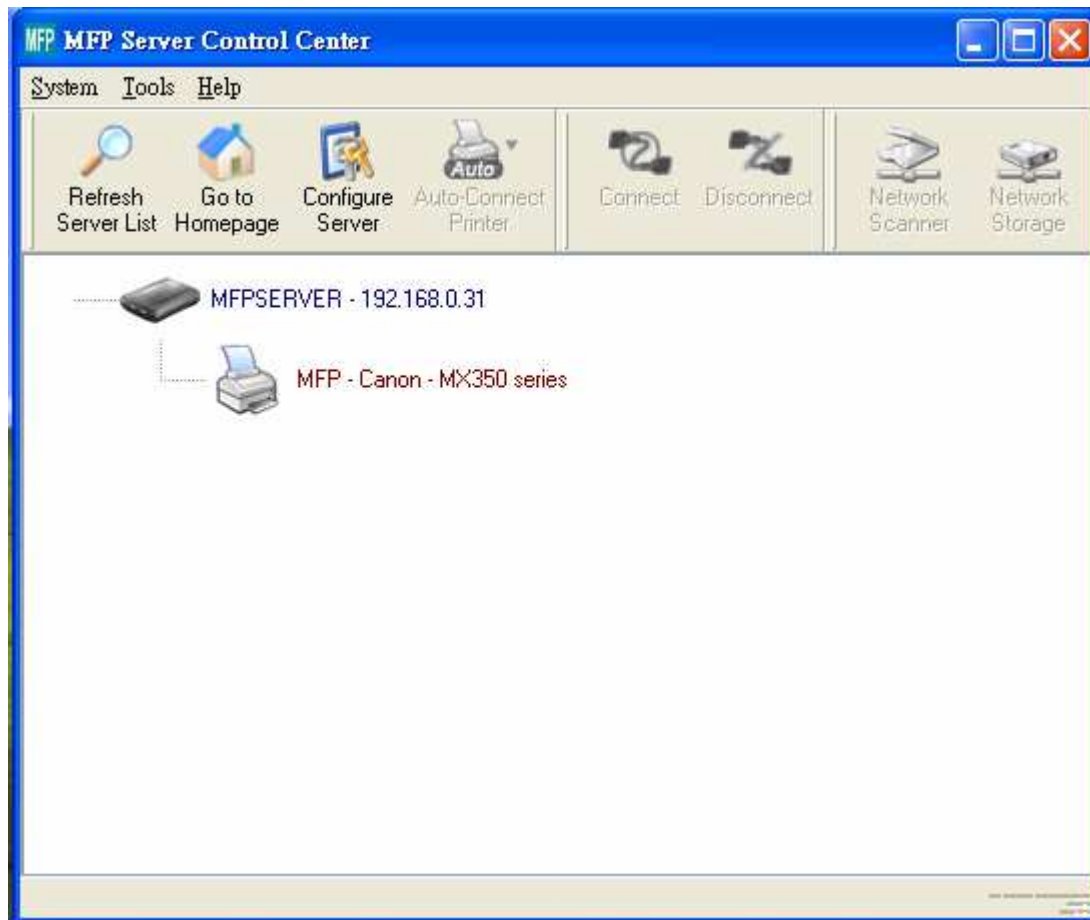 MFP MFP Server Control Center
System Tools Help
Refresh Server List
Go to Homepage
Configure Server
Auto
Auto-Connect Printer
Connect
Disconnect
Network Scanner
Network Storage
MFPSERVER - 192.168.0.31
MFP - Canon - MX350 series